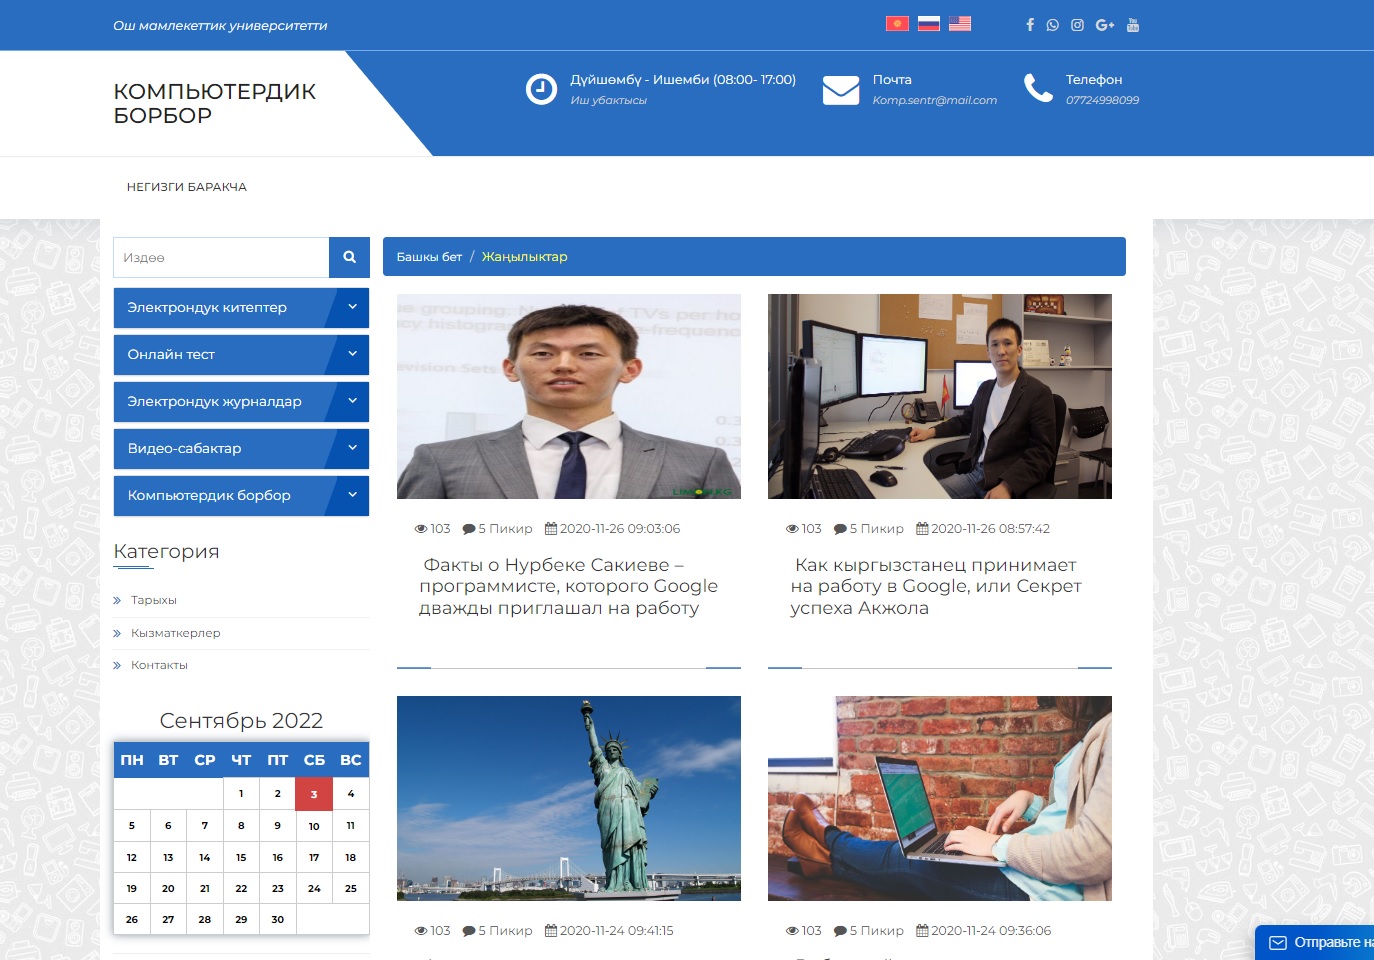 Ош мамлекеттик университетти
КОМПЬЮТЕРДИК
БОРБОР
Дүйшөмбү - Ишемби (08:00- 17:00)
Иш убактысы
Почта
Komp.sentr@mail.com
Телефон
07724998099
НЕГИЗГИ БАРАКЧА
Издөө
Электрондук китептер
Онлайн тест
Электрондук журналдар
Видео-сабактар
Компьютердик борбор
Категория
Тарыхы
Кызматкерлер
Контакты
Сентябрь 2022
ПН ВТ СР ЧТ ПТ СБ ВС
1 2 3 4
5 6 7 8 9 10 11
12 13 14 15 16 17 18
19 20 21 22 23 24 25
26 27 28 29 30
Башкы бет / Жаңылыктар
103 5 Пикир 2020-11-26 09:03:06
Факты о Нурбеке Сакиеве –
программисте, которого Google
дважды приглашал на работу
103 5 Пикир 2020-11-26 08:57:42
Как кыргызстанец принимает
на работу в Google, или Секрет
успеха Акжола
103 5 Пикир 2020-11-24 09:41:15
103 5 Пикир 2020-11-24 09:36:06
Отправьте